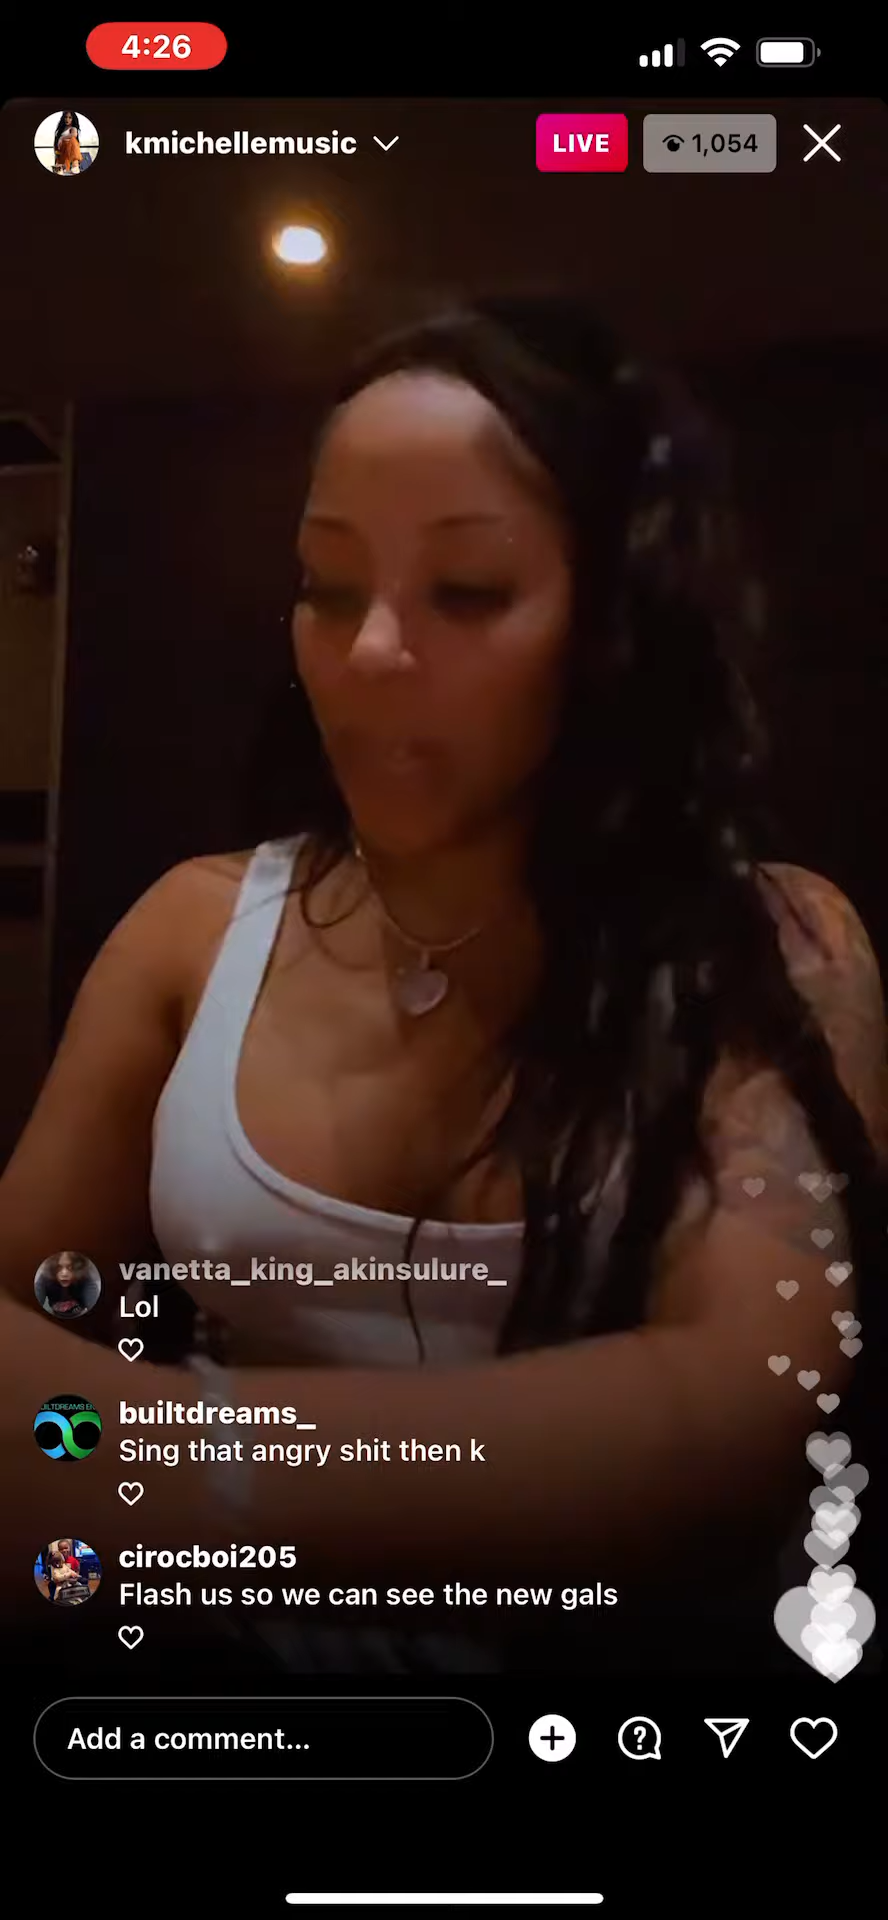 4:26
kmichellemusic
LIVE
1,054
vanetta_king_akinsulure_
Lol
builtdreams_
Sing that angry shit then k
cirocboi205
Flash us so we can see the new gals
Add a comment...